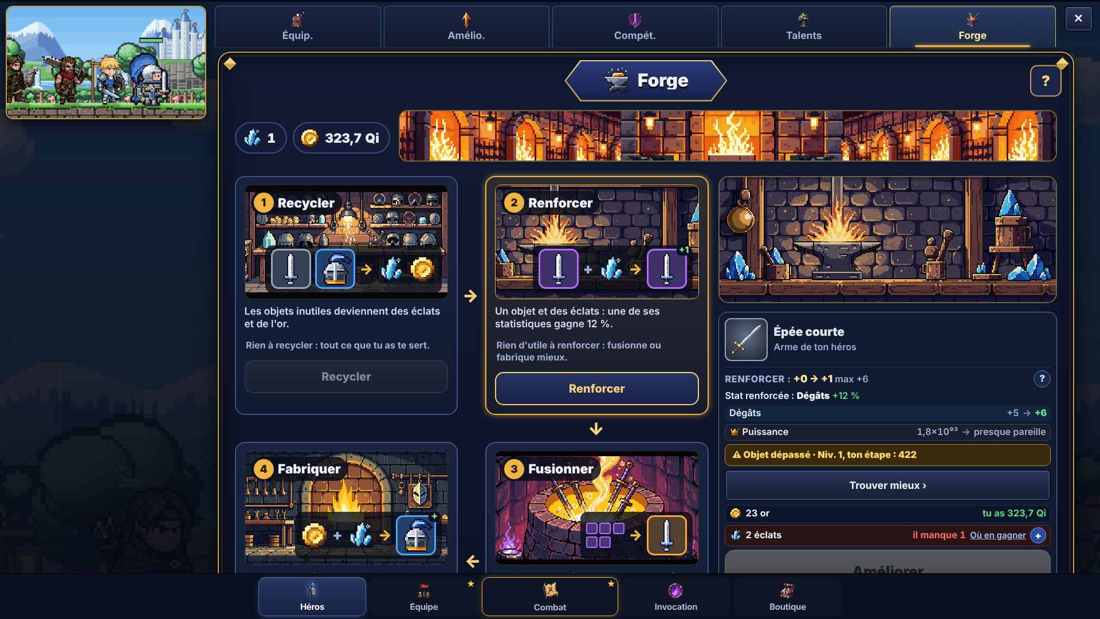 Équip.
Amélio.
Compét.
Talents
Forge
×
Forge
?
1
323,7 Qi
1 Recycler
Les objets inutiles deviennent des éclats
et de l'or.
Rien à recycler : tout ce que tu as te sert.
Recycler
2 Renforcer
+
+1
Un objet et des éclats : une de ses
statistiques gagne 12 %.
Rien d'utile à renforcer : fusionne ou
fabrique mieux.
Renforcer
4 Fabriquer
+
3 Fusionner
Épée courte
Arme de ton héros
RENFORCER : +0 → +1 max +6
?
Stat renforcée : Dégâts +12 %
Dégâts +5 → +6
Puissance 1,8×10⁹³ → presque pareille
⚠ Objet dépassé · Niv. 1, ton étape : 422
Trouver mieux ›
23 or tu as 323,7 Qi
2 éclats il manque 1 Où en gagner +
Améliorer
Héros
Équipe
Combat
Invocation
Boutique